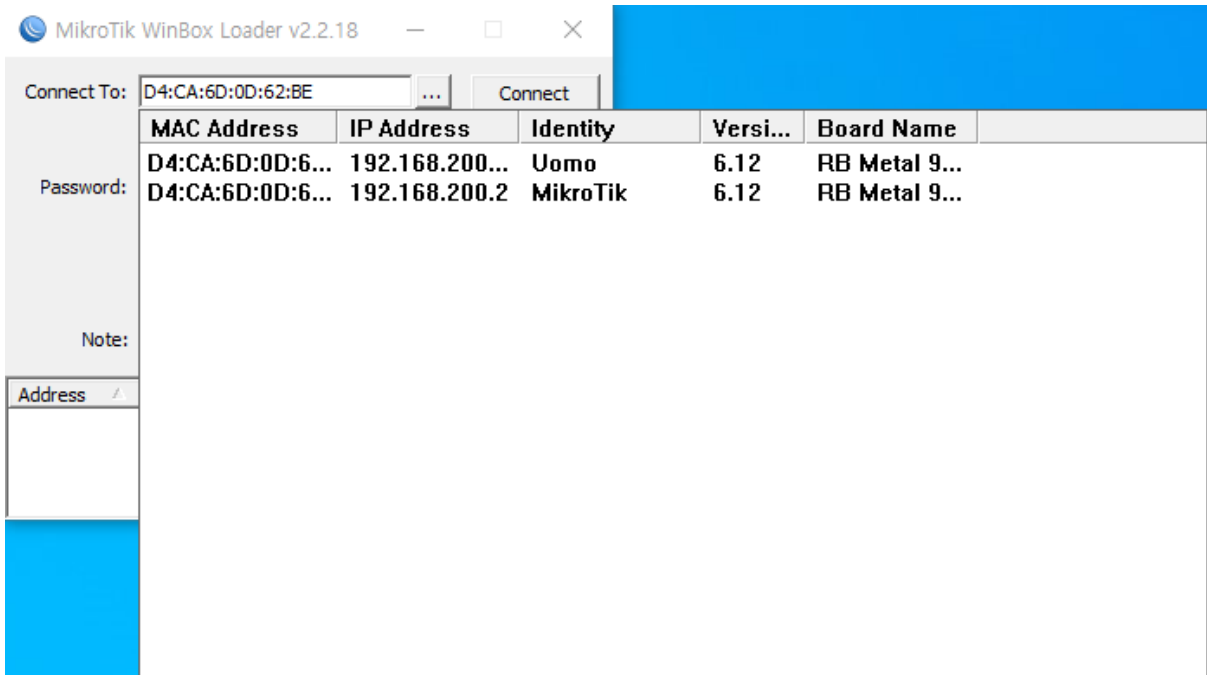 MikroTik WinBox Loader v2.2.18
Connect To: D4:CA:6D:0D:62:BE ... Connect
MAC Address IP Address Identity Versi... Board Name
D4:CA:6D:0D:6... 192.168.200... Uomo 6.12 RB Metal 9...
Password:
D4:CA:6D:0D:6... 192.168.200.2 MikroTik 6.12 RB Metal 9...
Note:
Address